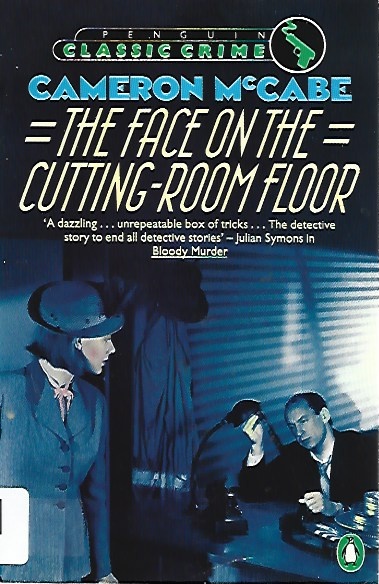 PENGUIN
CLASSIC CRIME
CAMERON McCABE
THE FACE ON THE
CUTTING-ROOM FLOOR
‘A dazzling . . . unrepeatable box of tricks . . . The detective
story to end all detective stories’ – Julian Symons in
Bloody Murder